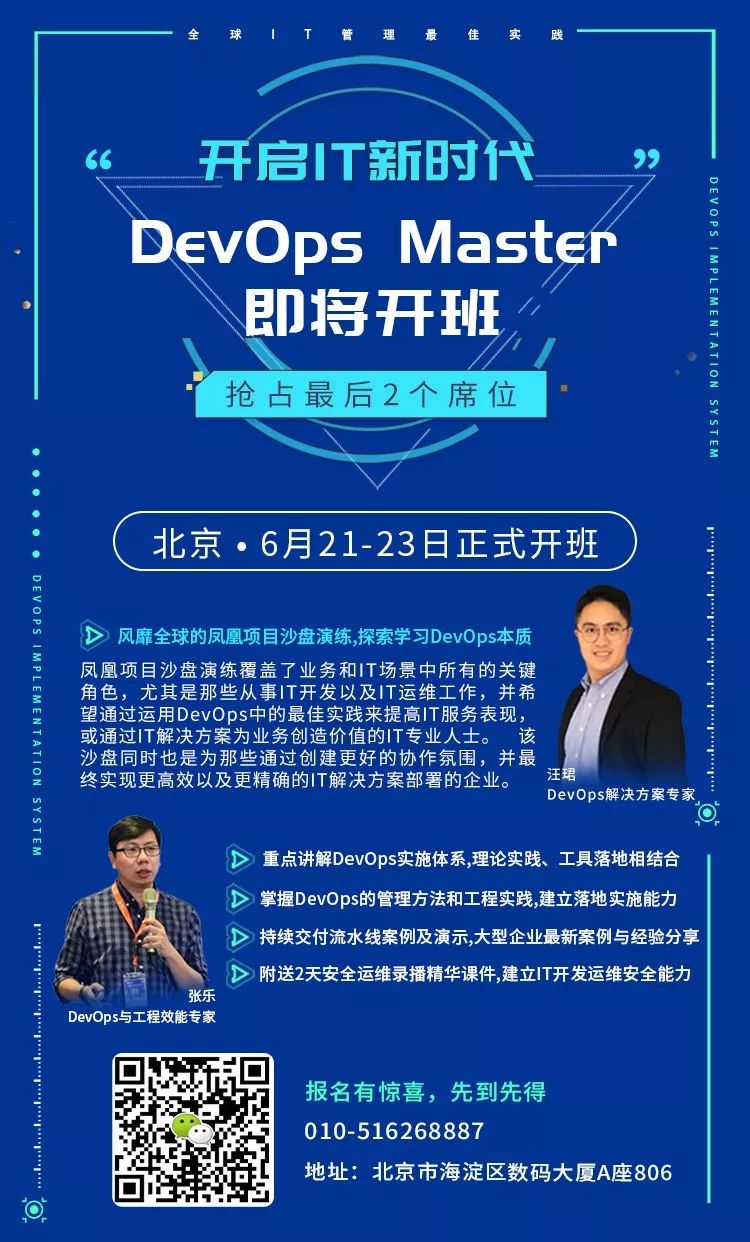 全球IT管理最佳实践
“开启IT新时代”
DevOps Master
即将开班
抢占最后2个席位
DEVOPS IMPLEMENTATION SYSTEM
北京·6月21-23日正式开班
DEVOPS IMPLEMENTATION SYSTEM
风靡全球的凤凰项目沙盘演练,探索学习DevOps本质
凤凰项目沙盘演练覆盖了业务和IT场景中所有的关键
角色，尤其是那些从事IT开发以及IT运维工作，并希
望通过运用DevOps中的最佳实践来提高IT服务表现，
或通过IT解决方案为业务创造价值的IT专业人士。 该
沙盘同时也是为那些通过创建更好的协作氛围，并最
终实现更高效以及更精确的IT解决方案部署的企业。
汪珺
DevOps解决方案专家
重点讲解DevOps实施体系,理论实践、工具落地相结合
掌握DevOps的管理方法和工程实践,建立落地实施能力
持续交付流水线案例及演示,大型企业最新案例与经验分享
附送2天安全运维录播精华课件,建立IT开发运维安全能力
张乐
DevOps与工程效能专家
报名有惊喜，先到先得
010-516268887
地址：北京市海淀区数码大厦A座806